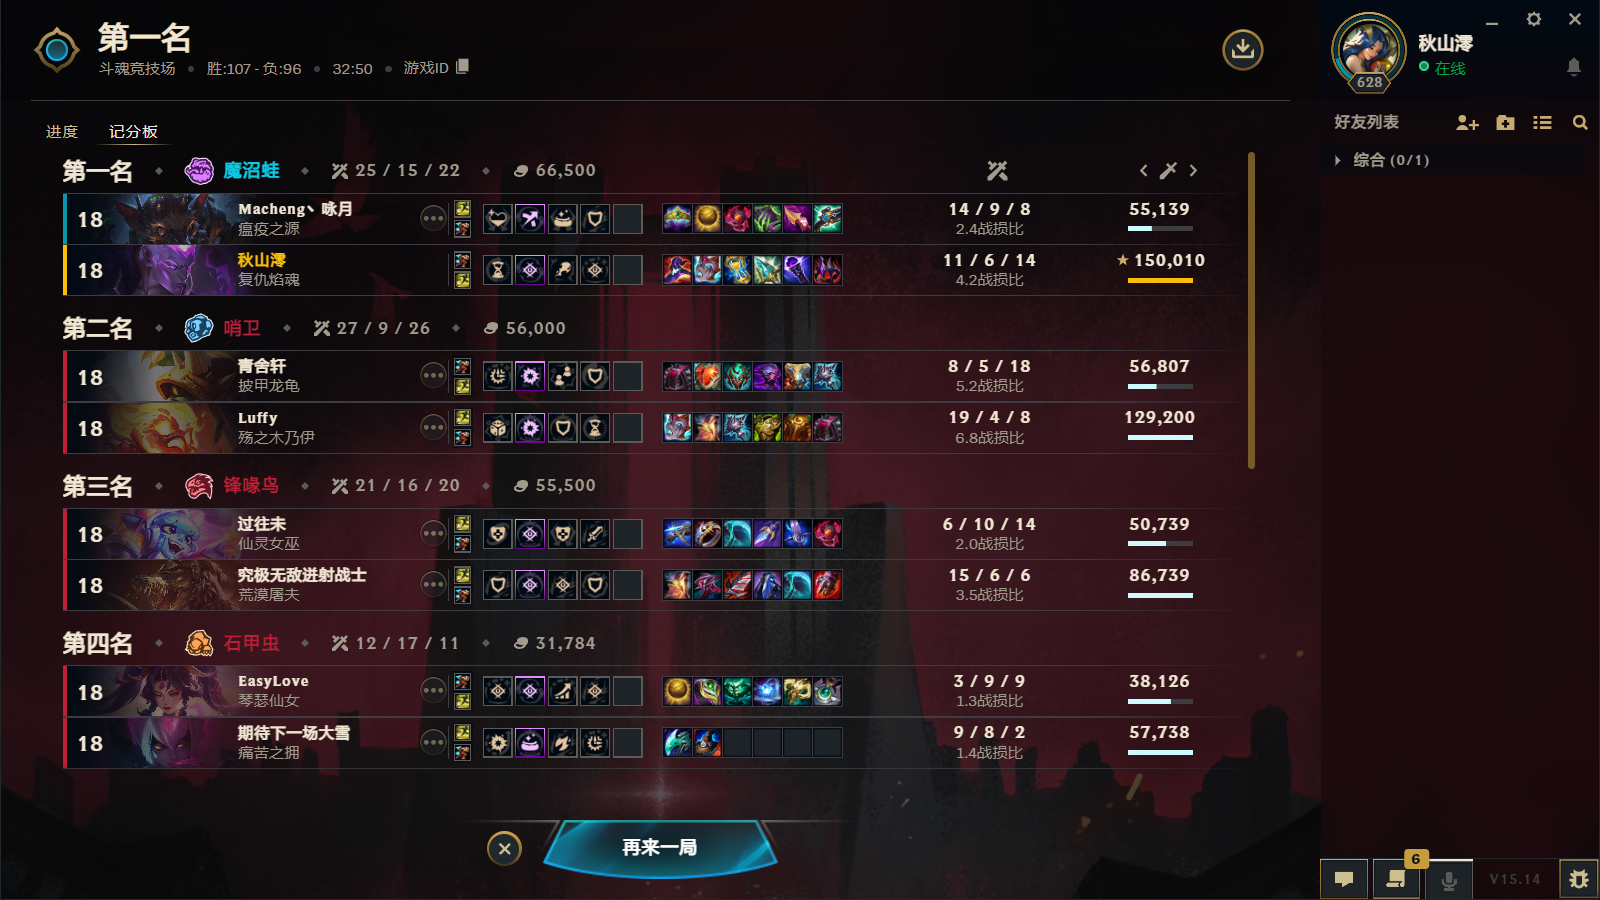 第一名
斗魂竞技场 • 胜:107 - 负:96 • 32:50 • 游戏ID
进度 记分板
第一名 魔沼蛙 25 / 15 / 22 66,500
18 Macheng丶咏月 瘟疫之源 14 / 9 / 8 2.4战损比 55,139
18 秋山澪 复仇焰魂 11 / 6 / 14 4.2战损比 150,010
第二名 哨卫 27 / 9 / 26 56,000
18 青舍轩 披甲龙龟 8 / 5 / 18 5.2战损比 56,807
18 Luffy 殇之木乃伊 19 / 4 / 8 6.8战损比 129,200
第三名 锋喙鸟 21 / 16 / 20 55,500
18 过往未 仙灵女巫 6 / 10 / 14 2.0战损比 50,739
18 究极无敌迸射战士 荒漠屠夫 15 / 6 / 6 3.5战损比 86,739
第四名 石甲虫 12 / 17 / 11 31,784
18 EasyLove 琴瑟仙女 3 / 9 / 9 1.3战损比 38,126
18 期待下一场大雪 痛苦之拥 9 / 8 / 2 1.4战损比 57,738
再来一局
628
秋山澪
在线
好友列表
综合 (0/1)
6
V15.14